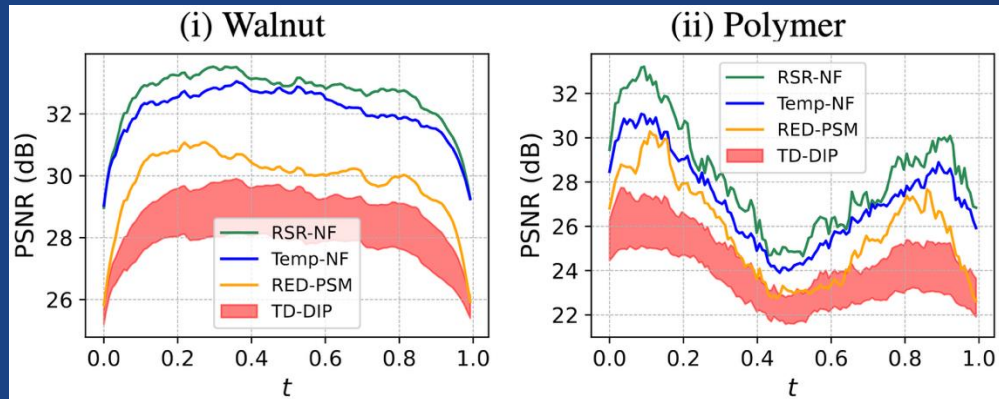 (i) Walnut
PSNR (dB)
32
30
28
26
RSR-NF
Temp-NF
RED-PSM
TD-DIP
0.0 0.2 0.4 0.6 0.8 1.0
t
(ii) Polymer
PSNR (dB)
32
30
28
26
24
22
RSR-NF
Temp-NF
RED-PSM
TD-DIP
0.0 0.2 0.4 0.6 0.8 1.0
t